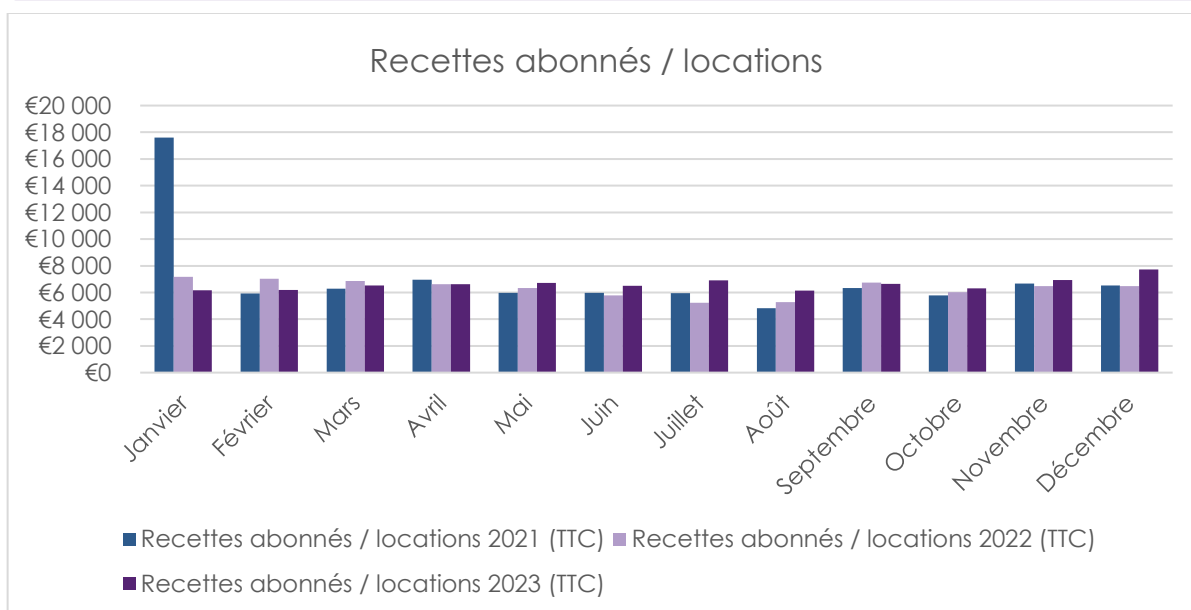 Recettes abonnés / locations
€20 000
€18 000
€16 000
€14 000
€12 000
€10 000
€8 000
€6 000
€4 000
€2 000
€0
Janvier
Février
Mars
Avril
Mai
Juin
Juillet
Août
Septembre
Octobre
Novembre
Décembre
Recettes abonnés / locations 2021 (TTC) Recettes abonnés / locations 2022 (TTC)
Recettes abonnés / locations 2023 (TTC)